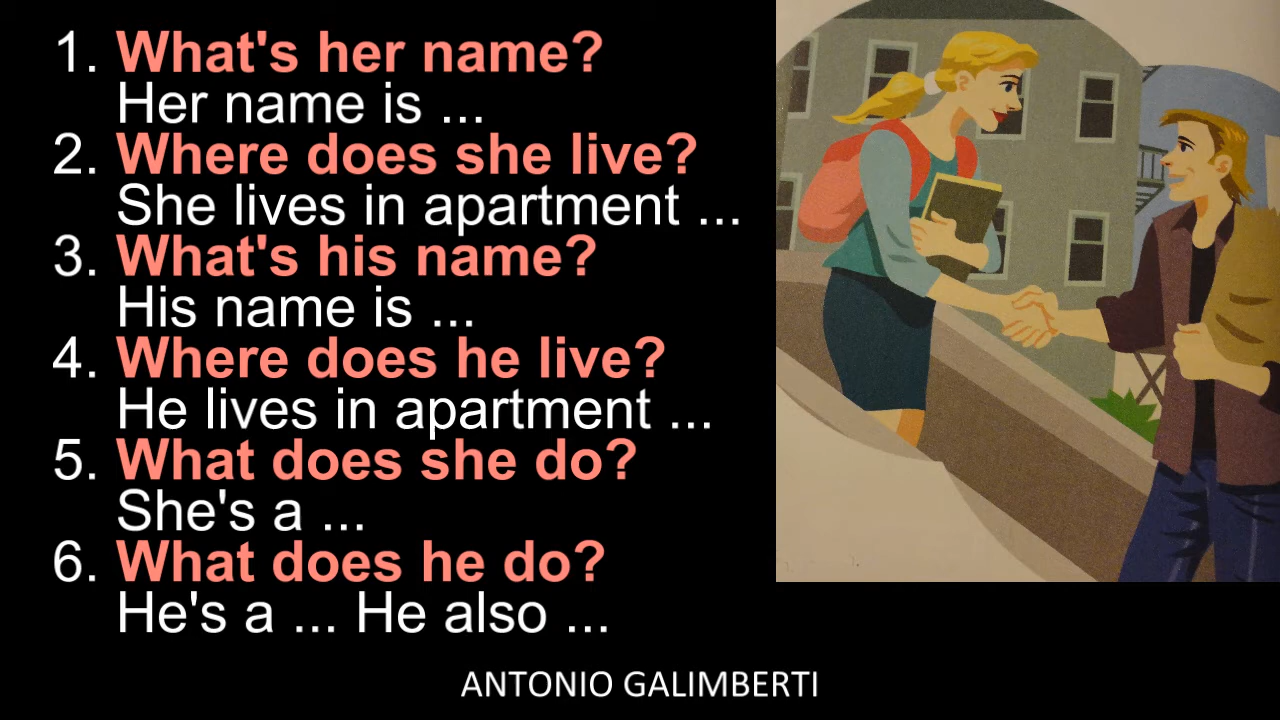 1. What's her name?
Her name is ...
2. Where does she live?
She lives in apartment ...
3. What's his name?
His name is ...
4. Where does he live?
He lives in apartment ...
5. What does she do?
She's a ...
6. What does he do?
He's a ... He also ...
ANTONIO GALIMBERTI